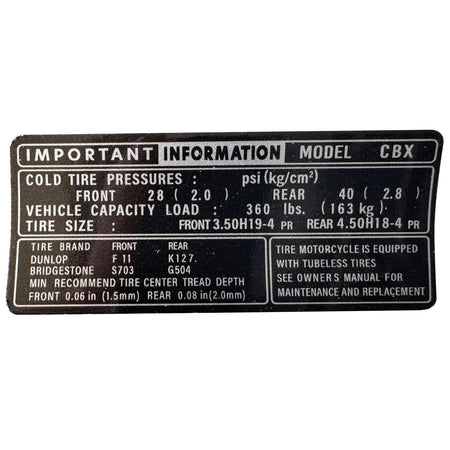 IMPORTANT INFORMATION MODEL CBX
COLD TIRE PRESSURES : psi (kg/cm²)
FRONT 28 ( 2.0 ) REAR 40 ( 2.8 )
VEHICLE CAPACITY LOAD : 360 lbs. (163 kg)
TIRE SIZE : FRONT 3.50H19-4 PR REAR 4.50H18-4 PR
TIRE BRAND FRONT REAR
DUNLOP F 11 K127.
BRIDGESTONE S703 G504
MIN RECOMMEND TIRE CENTER TREAD DEPTH
FRONT 0.06 in (1.5mm) REAR 0.08 in(2.0mm)
TIRE MOTORCYCLE IS EQUIPPED
WITH TUBELESS TIRES
SEE OWNER'S MANUAL FOR
MAINTENANCE AND REPLACEMENT